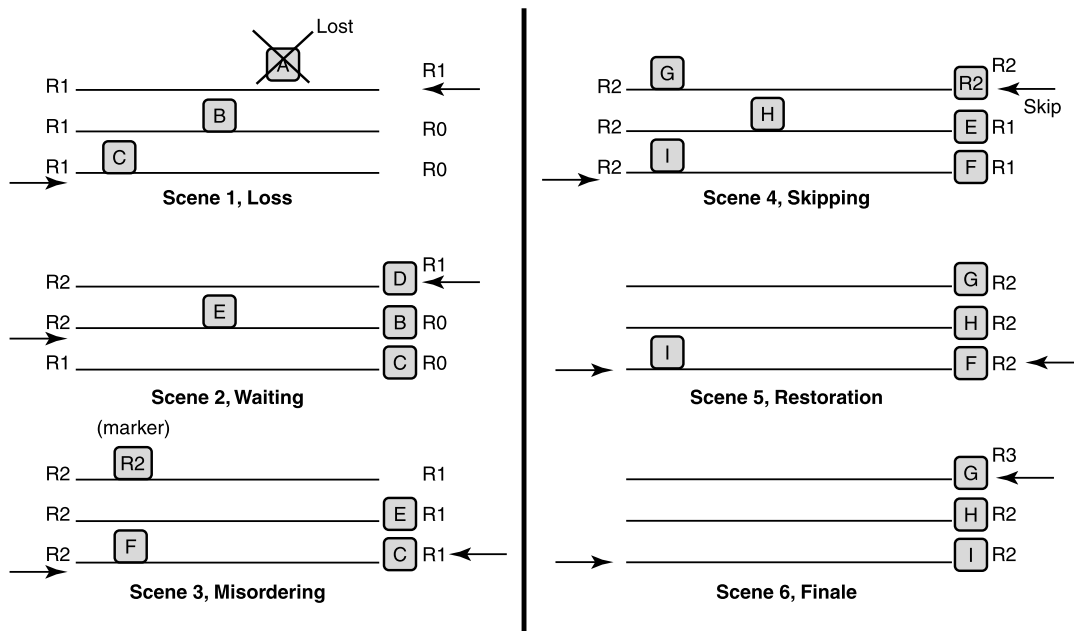 Lost
A
R1
R1
B
R1
R0
C
R1
R0
Scene 1, Loss
R2
D
R1
R2
E
B
R0
R1
C
R0
Scene 2, Waiting
(marker)
R2
R2
R1
R2
E
R1
R2
F
C
R1
Scene 3, Misordering
R2
G
R2
R2
Skip
R2
H
E
R1
R2
I
F
R1
Scene 4, Skipping
G
R2
H
R2
I
F
R2
Scene 5, Restoration
G
R3
H
R2
I
R2
Scene 6, Finale